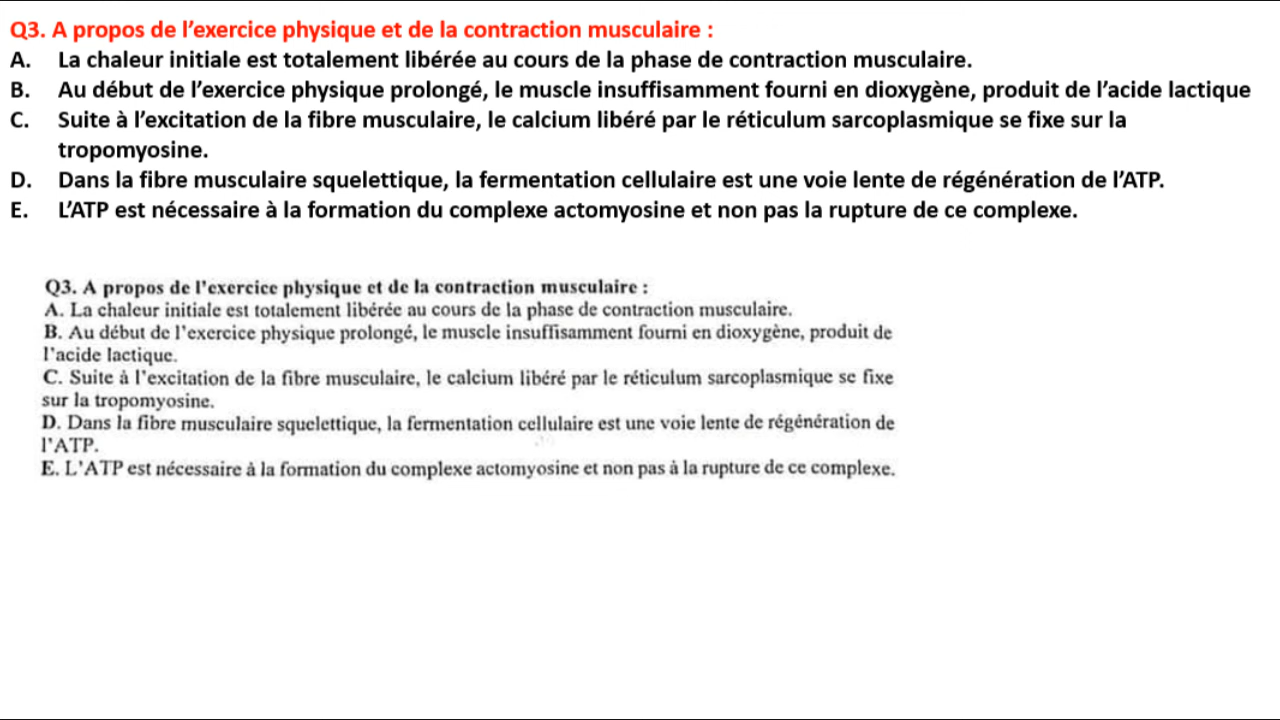 Q3. A propos de l'exercice physique et de la contraction musculaire :
A. La chaleur initiale est totalement libérée au cours de la phase de contraction musculaire.
B. Au début de l'exercice physique prolongé, le muscle insuffisamment fourni en dioxygène, produit de l'acide lactique
C. Suite à l'excitation de la fibre musculaire, le calcium libéré par le réticulum sarcoplasmique se fixe sur la
tropomyosine.
D. Dans la fibre musculaire squelettique, la fermentation cellulaire est une voie lente de régénération de l'ATP.
E. L'ATP est nécessaire à la formation du complexe actomyosine et non pas la rupture de ce complexe.
Q3. A propos de l'exercice physique et de la contraction musculaire :
A. La chaleur initiale est totalement libérée au cours de la phase de contraction musculaire.
B. Au début de l'exercice physique prolongé, le muscle insuffisamment fourni en dioxygène, produit de
l'acide lactique.
C. Suite à l'excitation de la fibre musculaire, le calcium libéré par le réticulum sarcoplasmique se fixe
sur la tropomyosine.
D. Dans la fibre musculaire squelettique, la fermentation cellulaire est une voie lente de régénération de
l'ATP.
E. L'ATP est nécessaire à la formation du complexe actomyosine et non pas à la rupture de ce complexe.